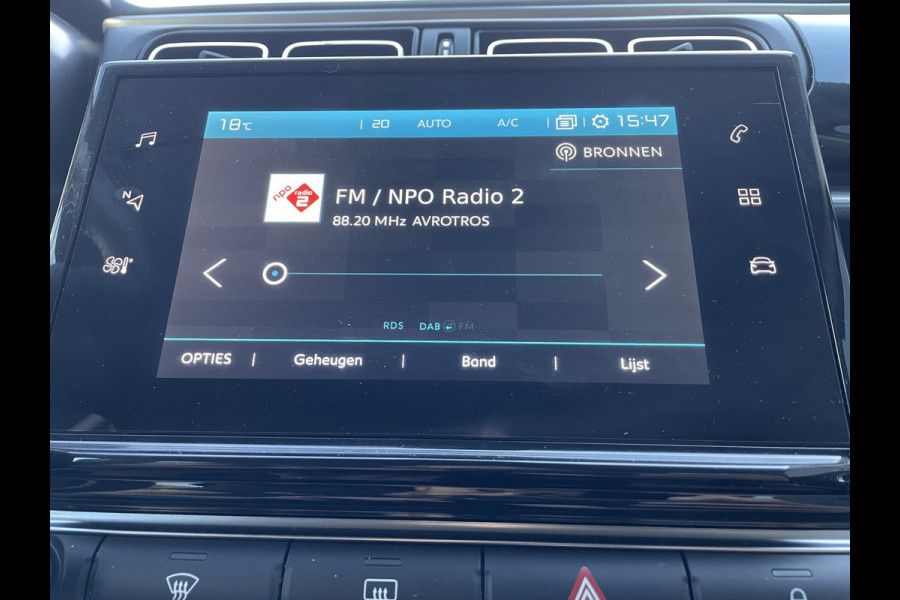 18°C | 20 AUTO A/C | | 15:47
BRONNEN
npo radio 2
FM / NPO Radio 2
88.20 MHz AVROTROS
RDS DAB FM
OPTIES | Geheugen | Band | Lijst
N